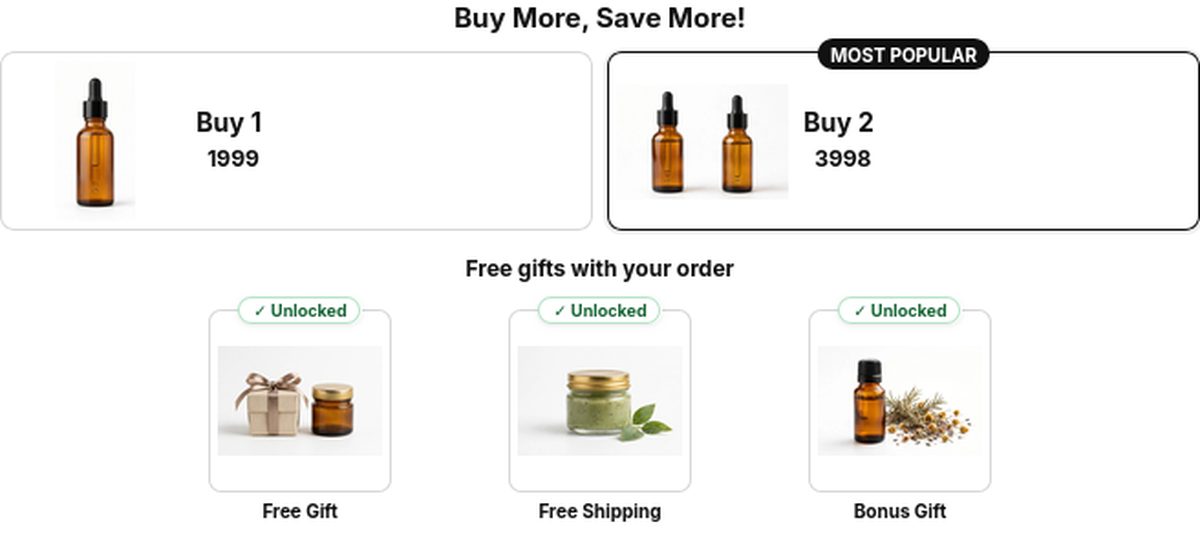 Buy More, Save More!
MOST POPULAR
Buy 1
1999
Buy 2
3998
Free gifts with your order
✓ Unlocked
✓ Unlocked
✓ Unlocked
Free Gift
Free Shipping
Bonus Gift